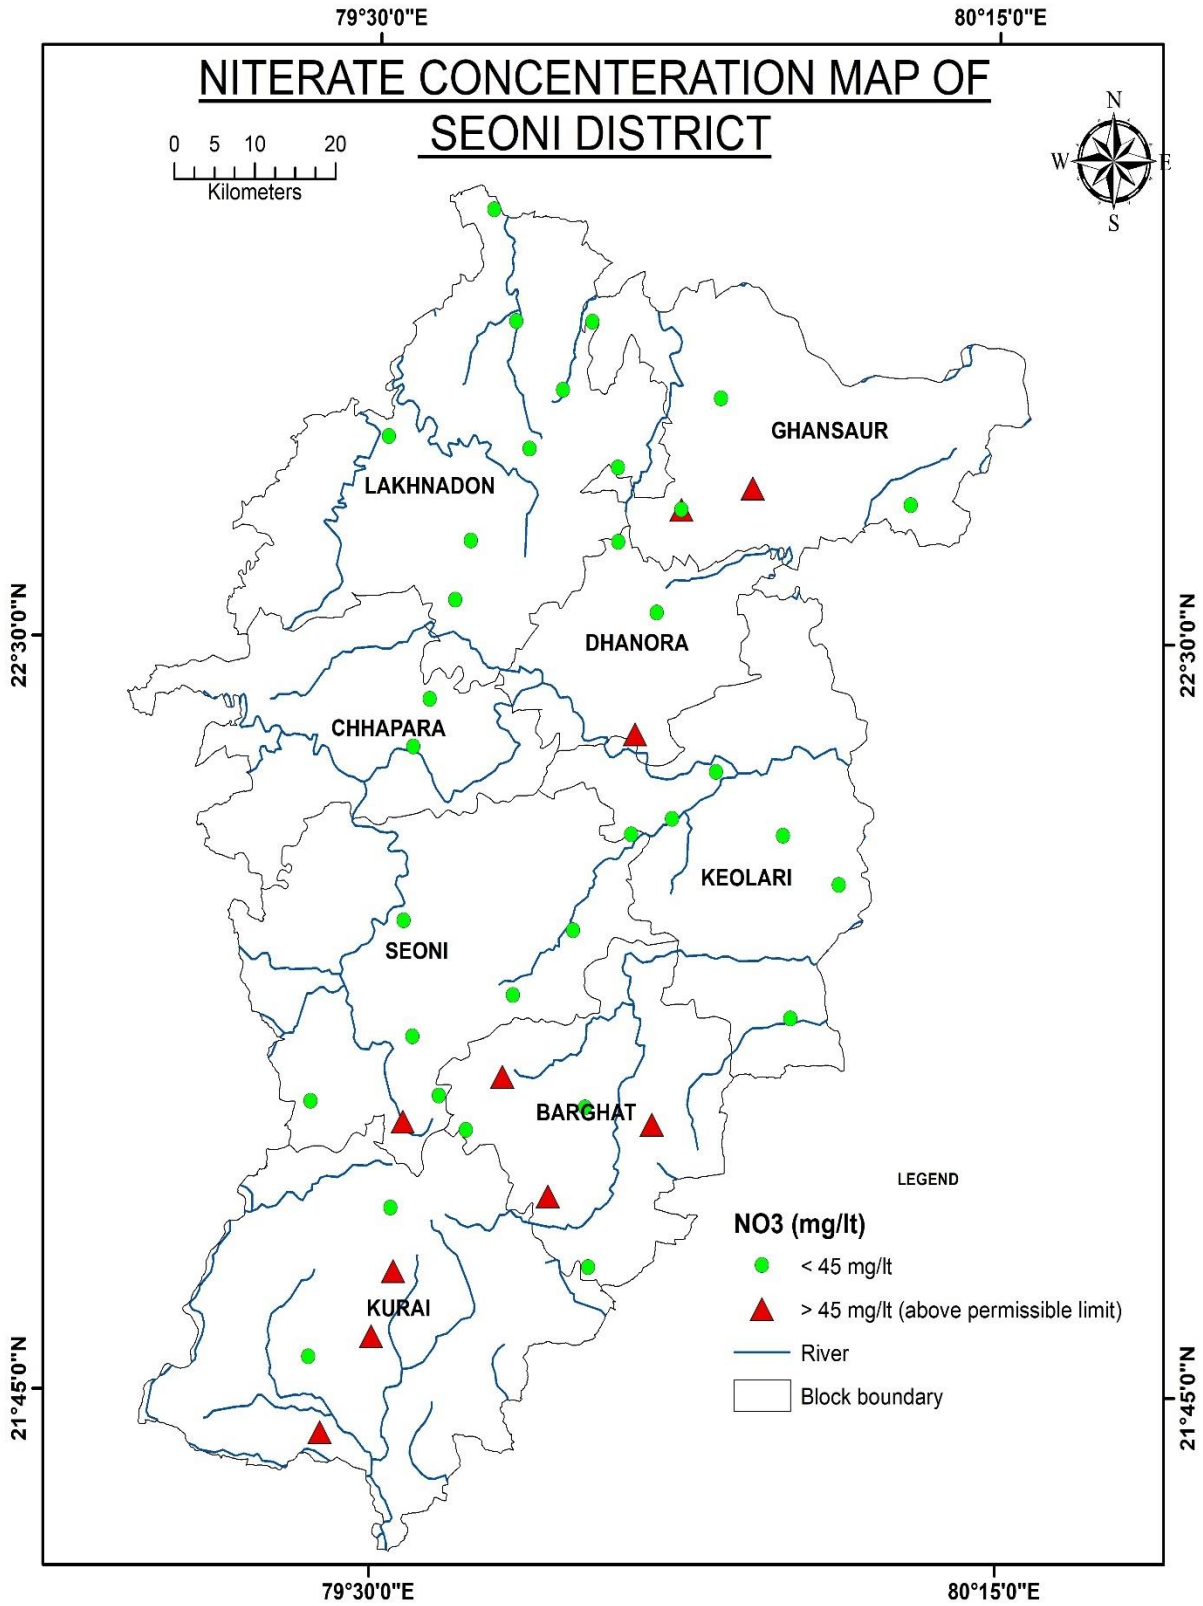 79°30'0"E 80°15'0"E
NITERATE CONCENTERATION MAP OF
SEONI DISTRICT
0 5 10 20
Kilometers
N
W E
S
GHANSAUR
LAKHNADON
22°30'0"N
DHANORA
22°30'0"N
CHHAPARA
KEOLARI
SEONI
BARGHAT
LEGEND
NO3 (mg/lt)
< 45 mg/lt
> 45 mg/lt (above permissible limit)
River
Block boundary
KURAI
21°45'0"N
21°45'0"N
79°30'0"E 80°15'0"E